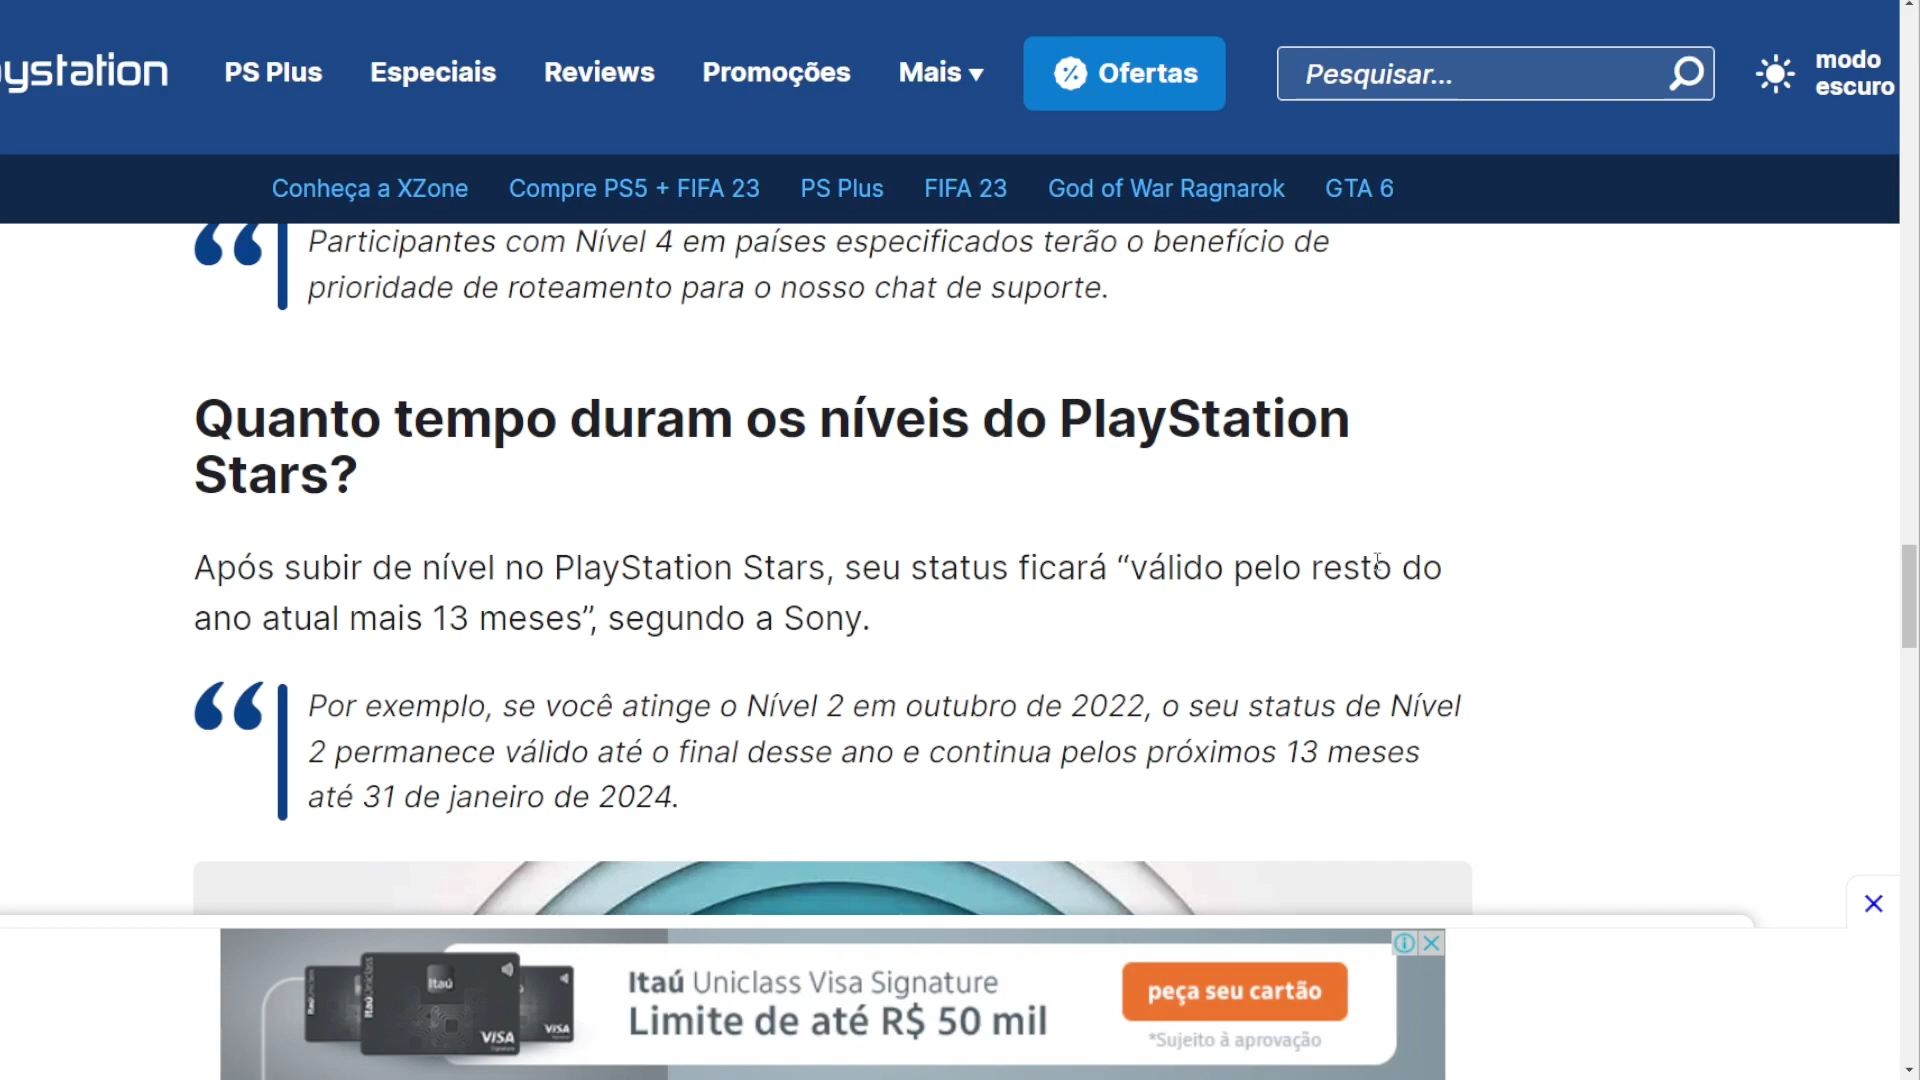 ystation
PS Plus
Especiais
Reviews
Promoções
Mais
Ofertas
Pesquisar...
modo
escuro
Conheça a XZone
Compre PS5 + FIFA 23
PS Plus
FIFA 23
God of War Ragnarok
GTA 6
Participantes com Nível 4 em países especificados terão o benefício de
prioridade de roteamento para o nosso chat de suporte.
Quanto tempo duram os níveis do PlayStation
Stars?
Após subir de nível no PlayStation Stars, seu status ficará “válido pelo resto do
ano atual mais 13 meses”, segundo a Sony.
Por exemplo, se você atinge o Nível 2 em outubro de 2022, o seu status de Nível
2 permanece válido até o final desse ano e continua pelos próximos 13 meses
até 31 de janeiro de 2024.
Itaú
Itaú Uniclass
VISA
Signature
VISA
Itaú Uniclass Visa Signature
Limite de até R$ 50 mil
peça seu cartão
*Sujeito à aprovação